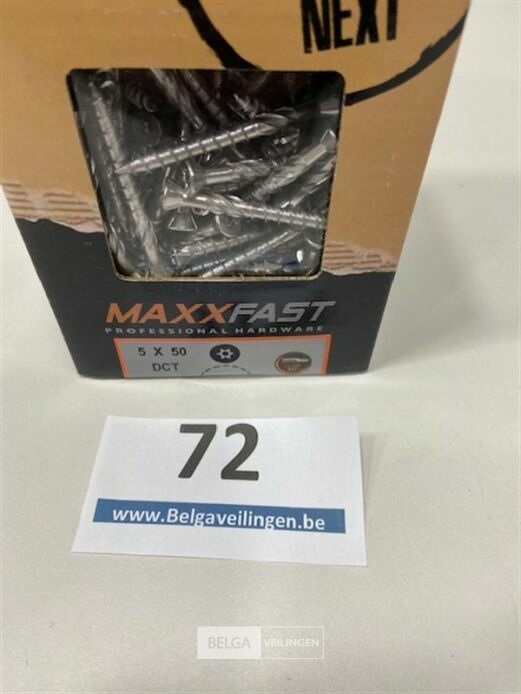 NEXT
MAXXFAST
PROFESSIONAL HARDWARE
5 X 50
DCT
72
www.Belgaveilingen.be
BELGA VEILINGEN